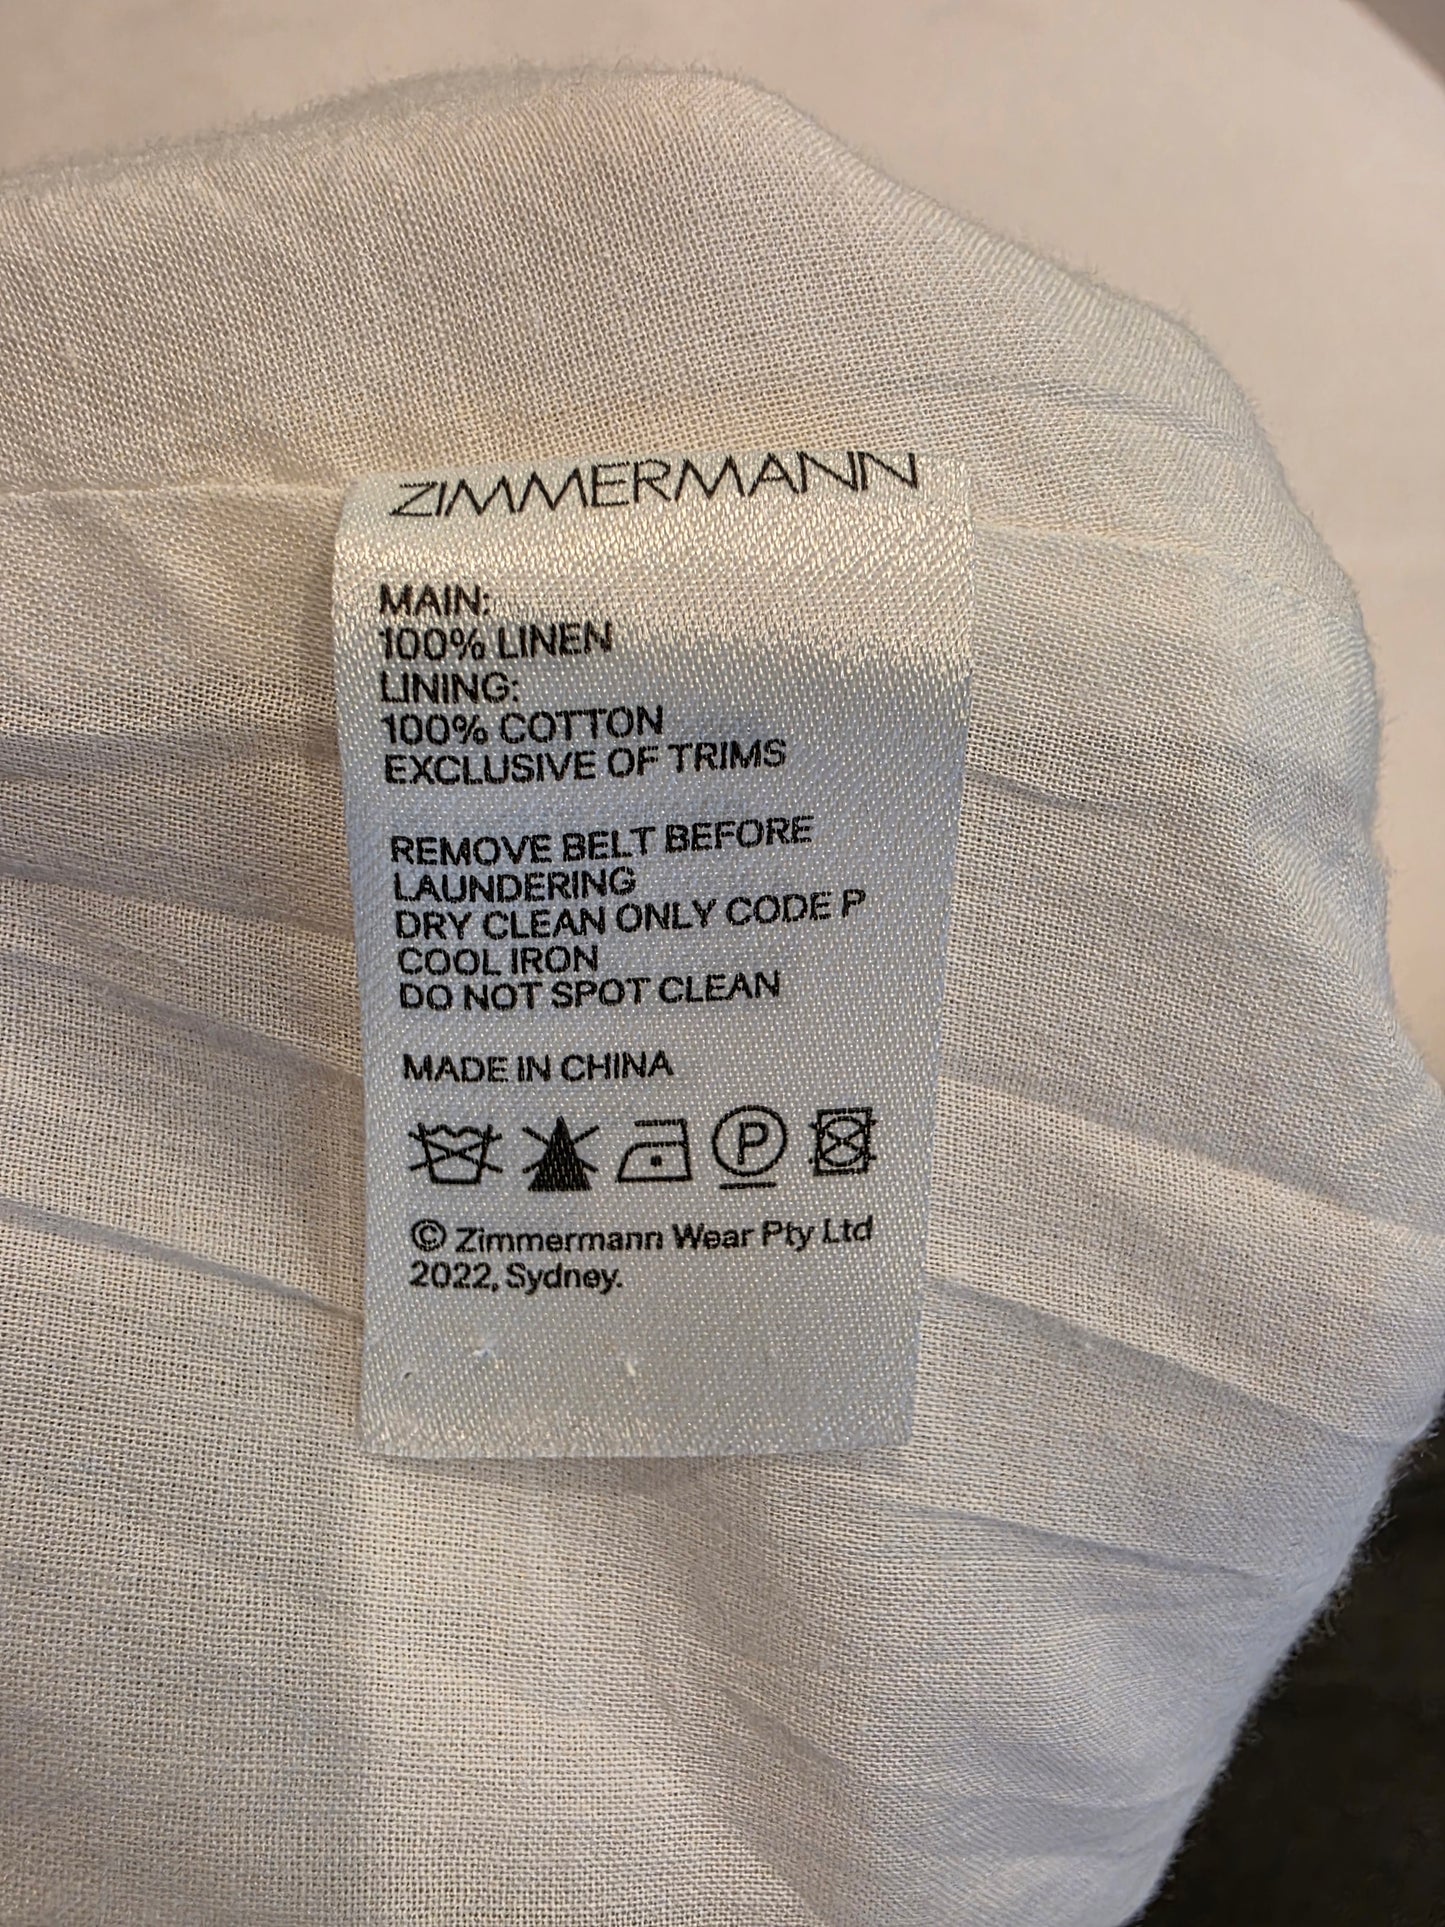 ZIMMERMANN
MAIN:
100% LINEN
LINING:
100% COTTON
EXCLUSIVE OF TRIMS
REMOVE BELT BEFORE
LAUNDERING
DRY CLEAN ONLY CODE P
COOL IRON
DO NOT SPOT CLEAN
MADE IN CHINA
P
© Zimmermann Wear Pty Ltd
2022, Sydney.